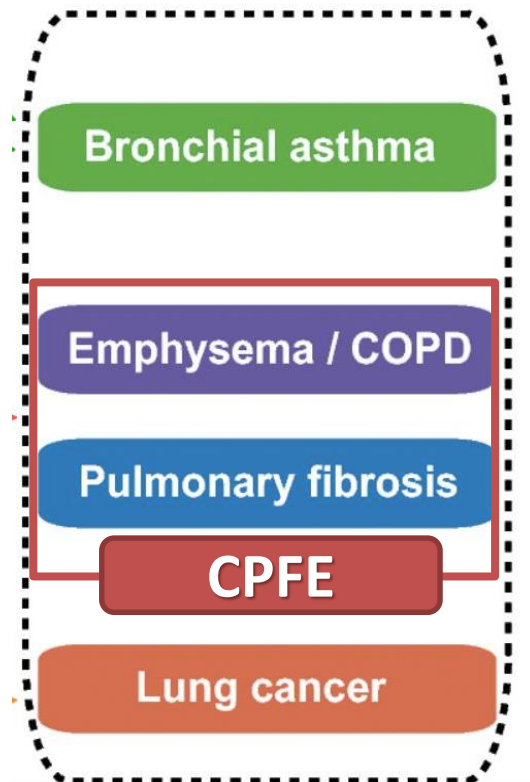 Bronchial asthma
Emphysema / COPD
Pulmonary fibrosis
CPFE
Lung cancer